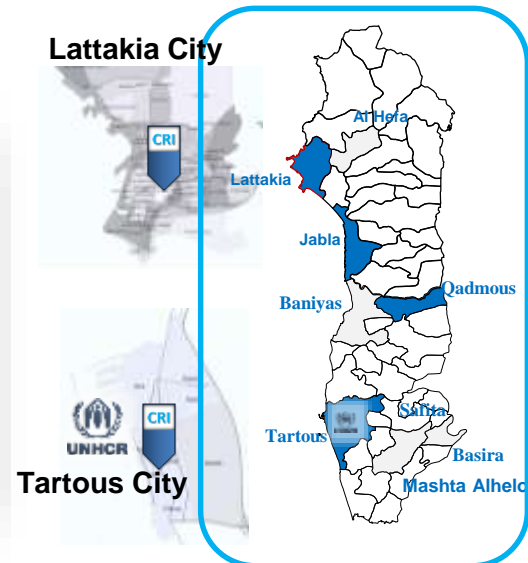 Lattakia City
CRI
Al Hefa
Lattakia
Jabla
Qadmous
Baniyas
CRI
UNHCR
Safita
Tartous
Basira
Tartous City
Mashta Alhelo